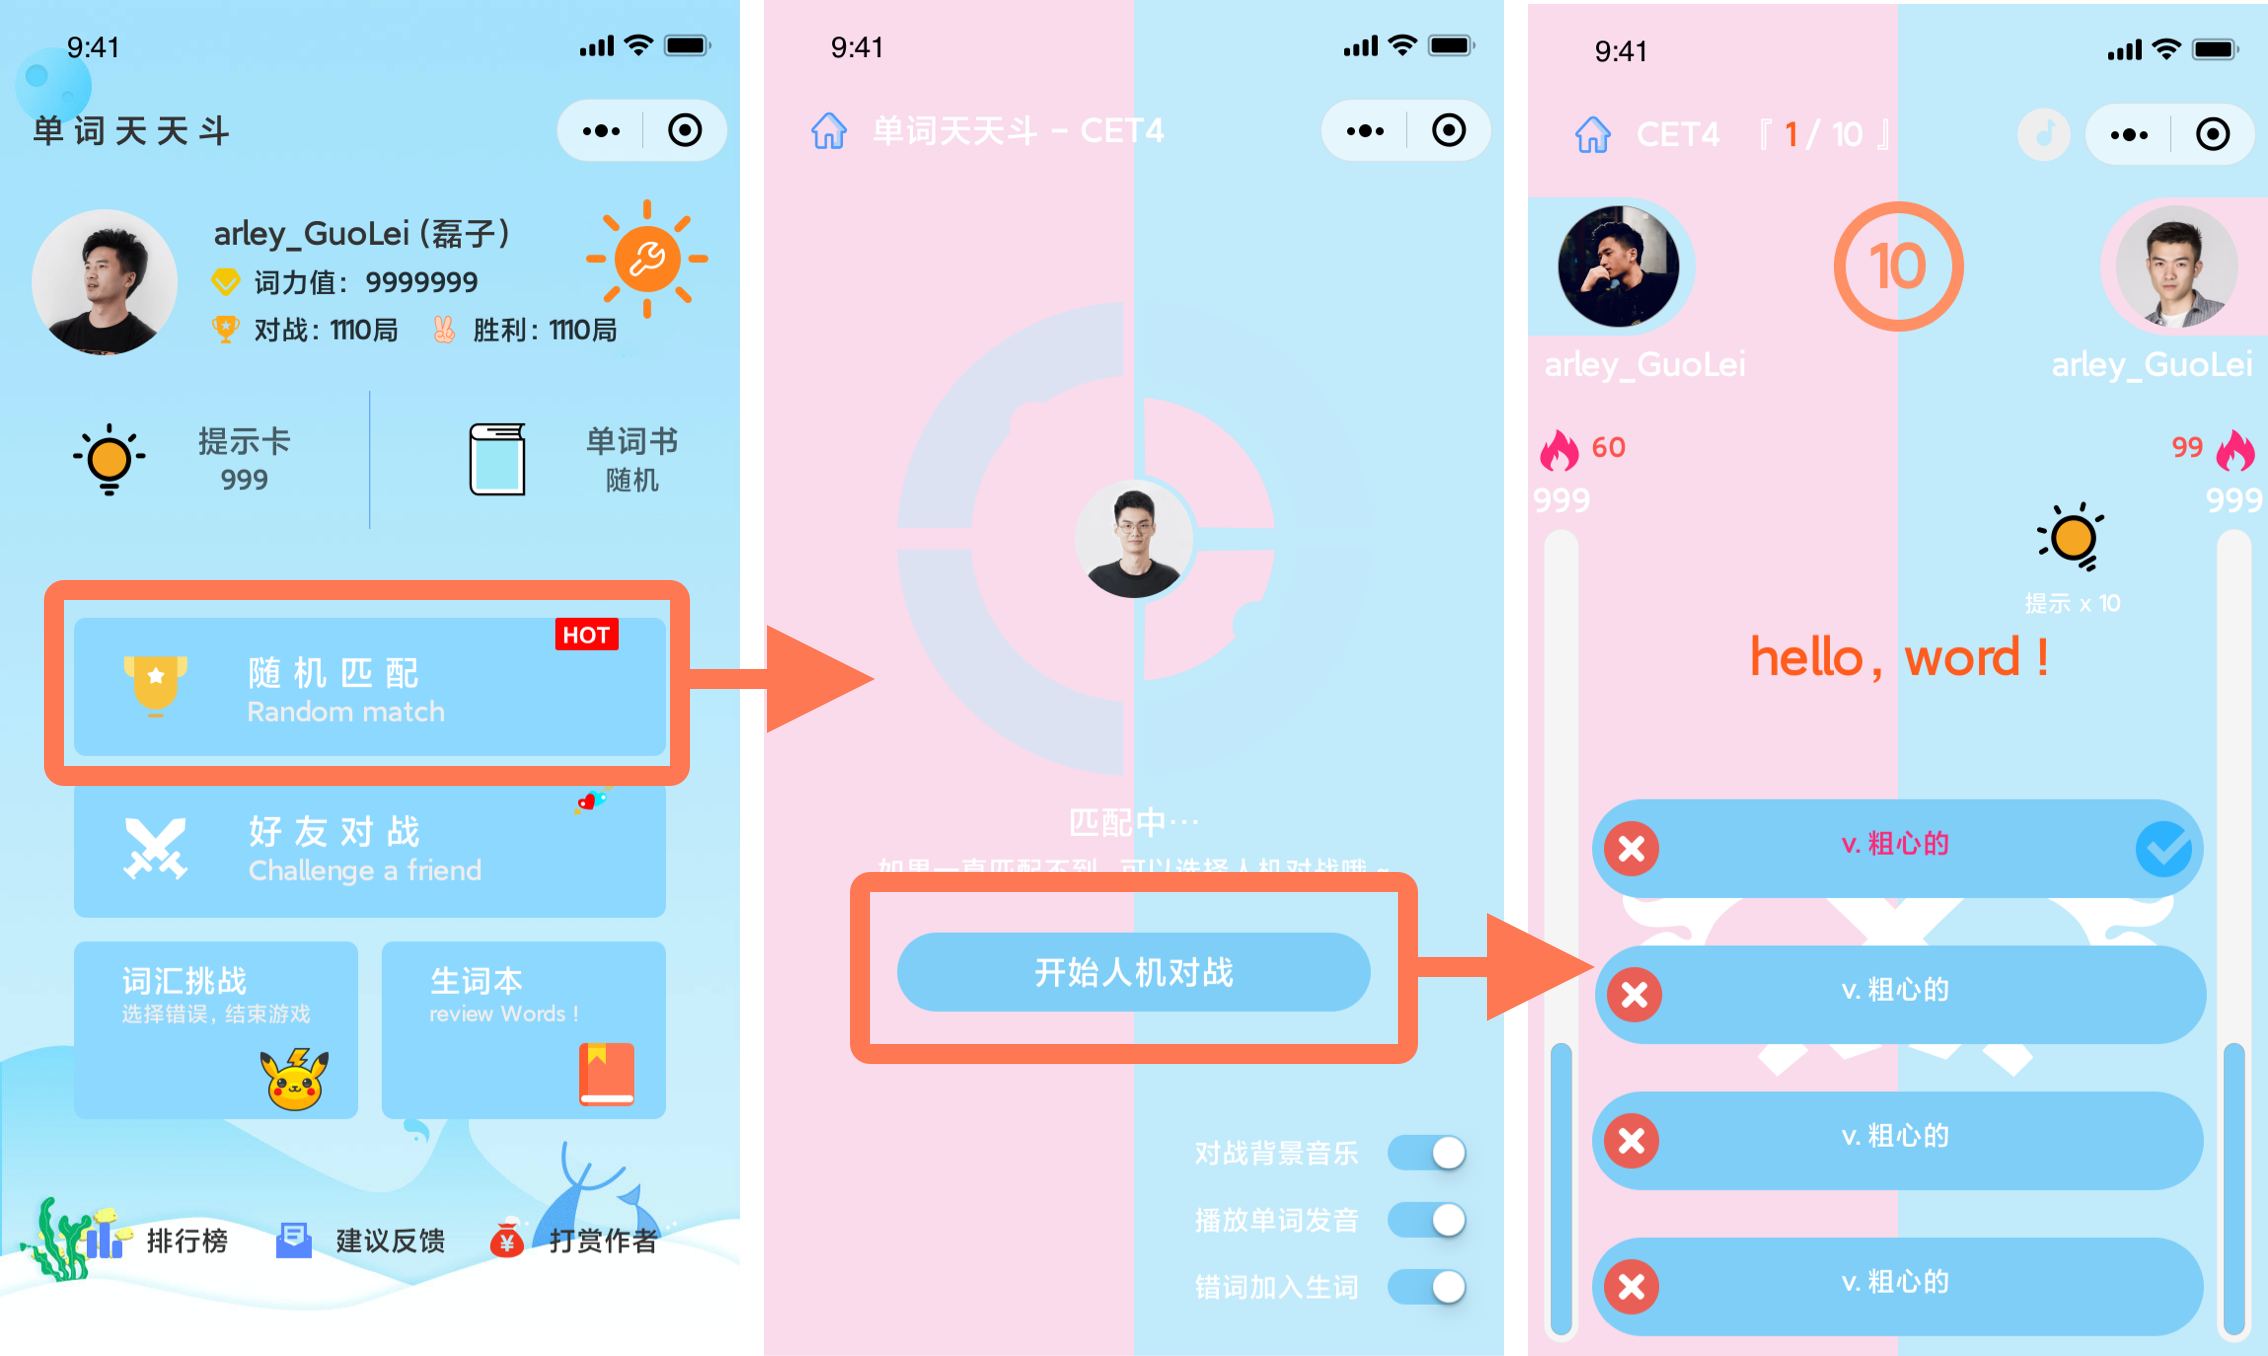 9:41
单词天天斗
arley_GuoLei (磊子)
词力值：9999999
对战：1110局 胜利：1110局
提示卡
999
单词书
随机
HOT
随机匹配
Random match
好友对战
Challenge a friend
词汇挑战
选择错误，结束游戏
生词本
review Words !
排行榜
建议反馈
打赏作者
9:41
单词天天斗 - CET4
匹配中…
如果一直匹配不到，可以选择人机对战哦 ~
开始人机对战
对战背景音乐
播放单词发音
错词加入生词
9:41
CET4 『 1 / 10 』
10
arley_GuoLei
arley_GuoLei
60
99
999
999
提示 x 10
hello，word！
v. 粗心的
v. 粗心的
v. 粗心的
v. 粗心的